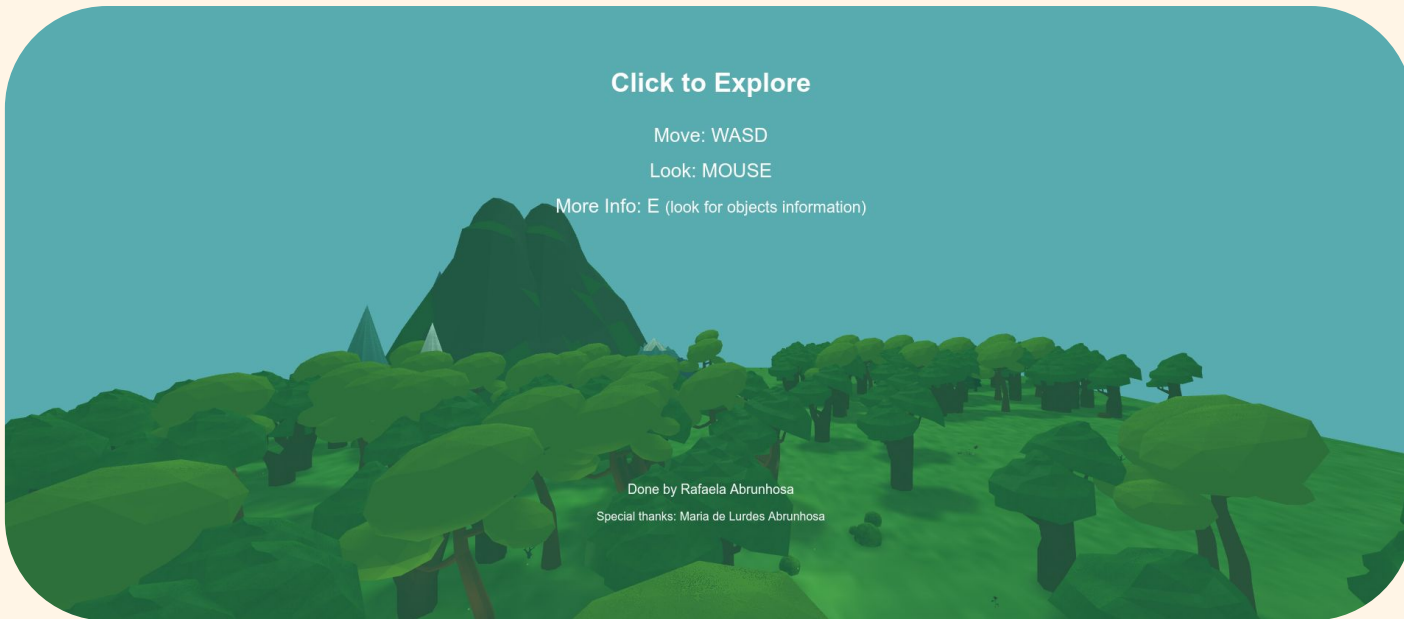 Click to Explore
Move: WASD
Look: MOUSE
More Info: E (look for objects information)
Done by Rafaela Abrunhosa
Special thanks: Maria de Lurdes Abrunhosa